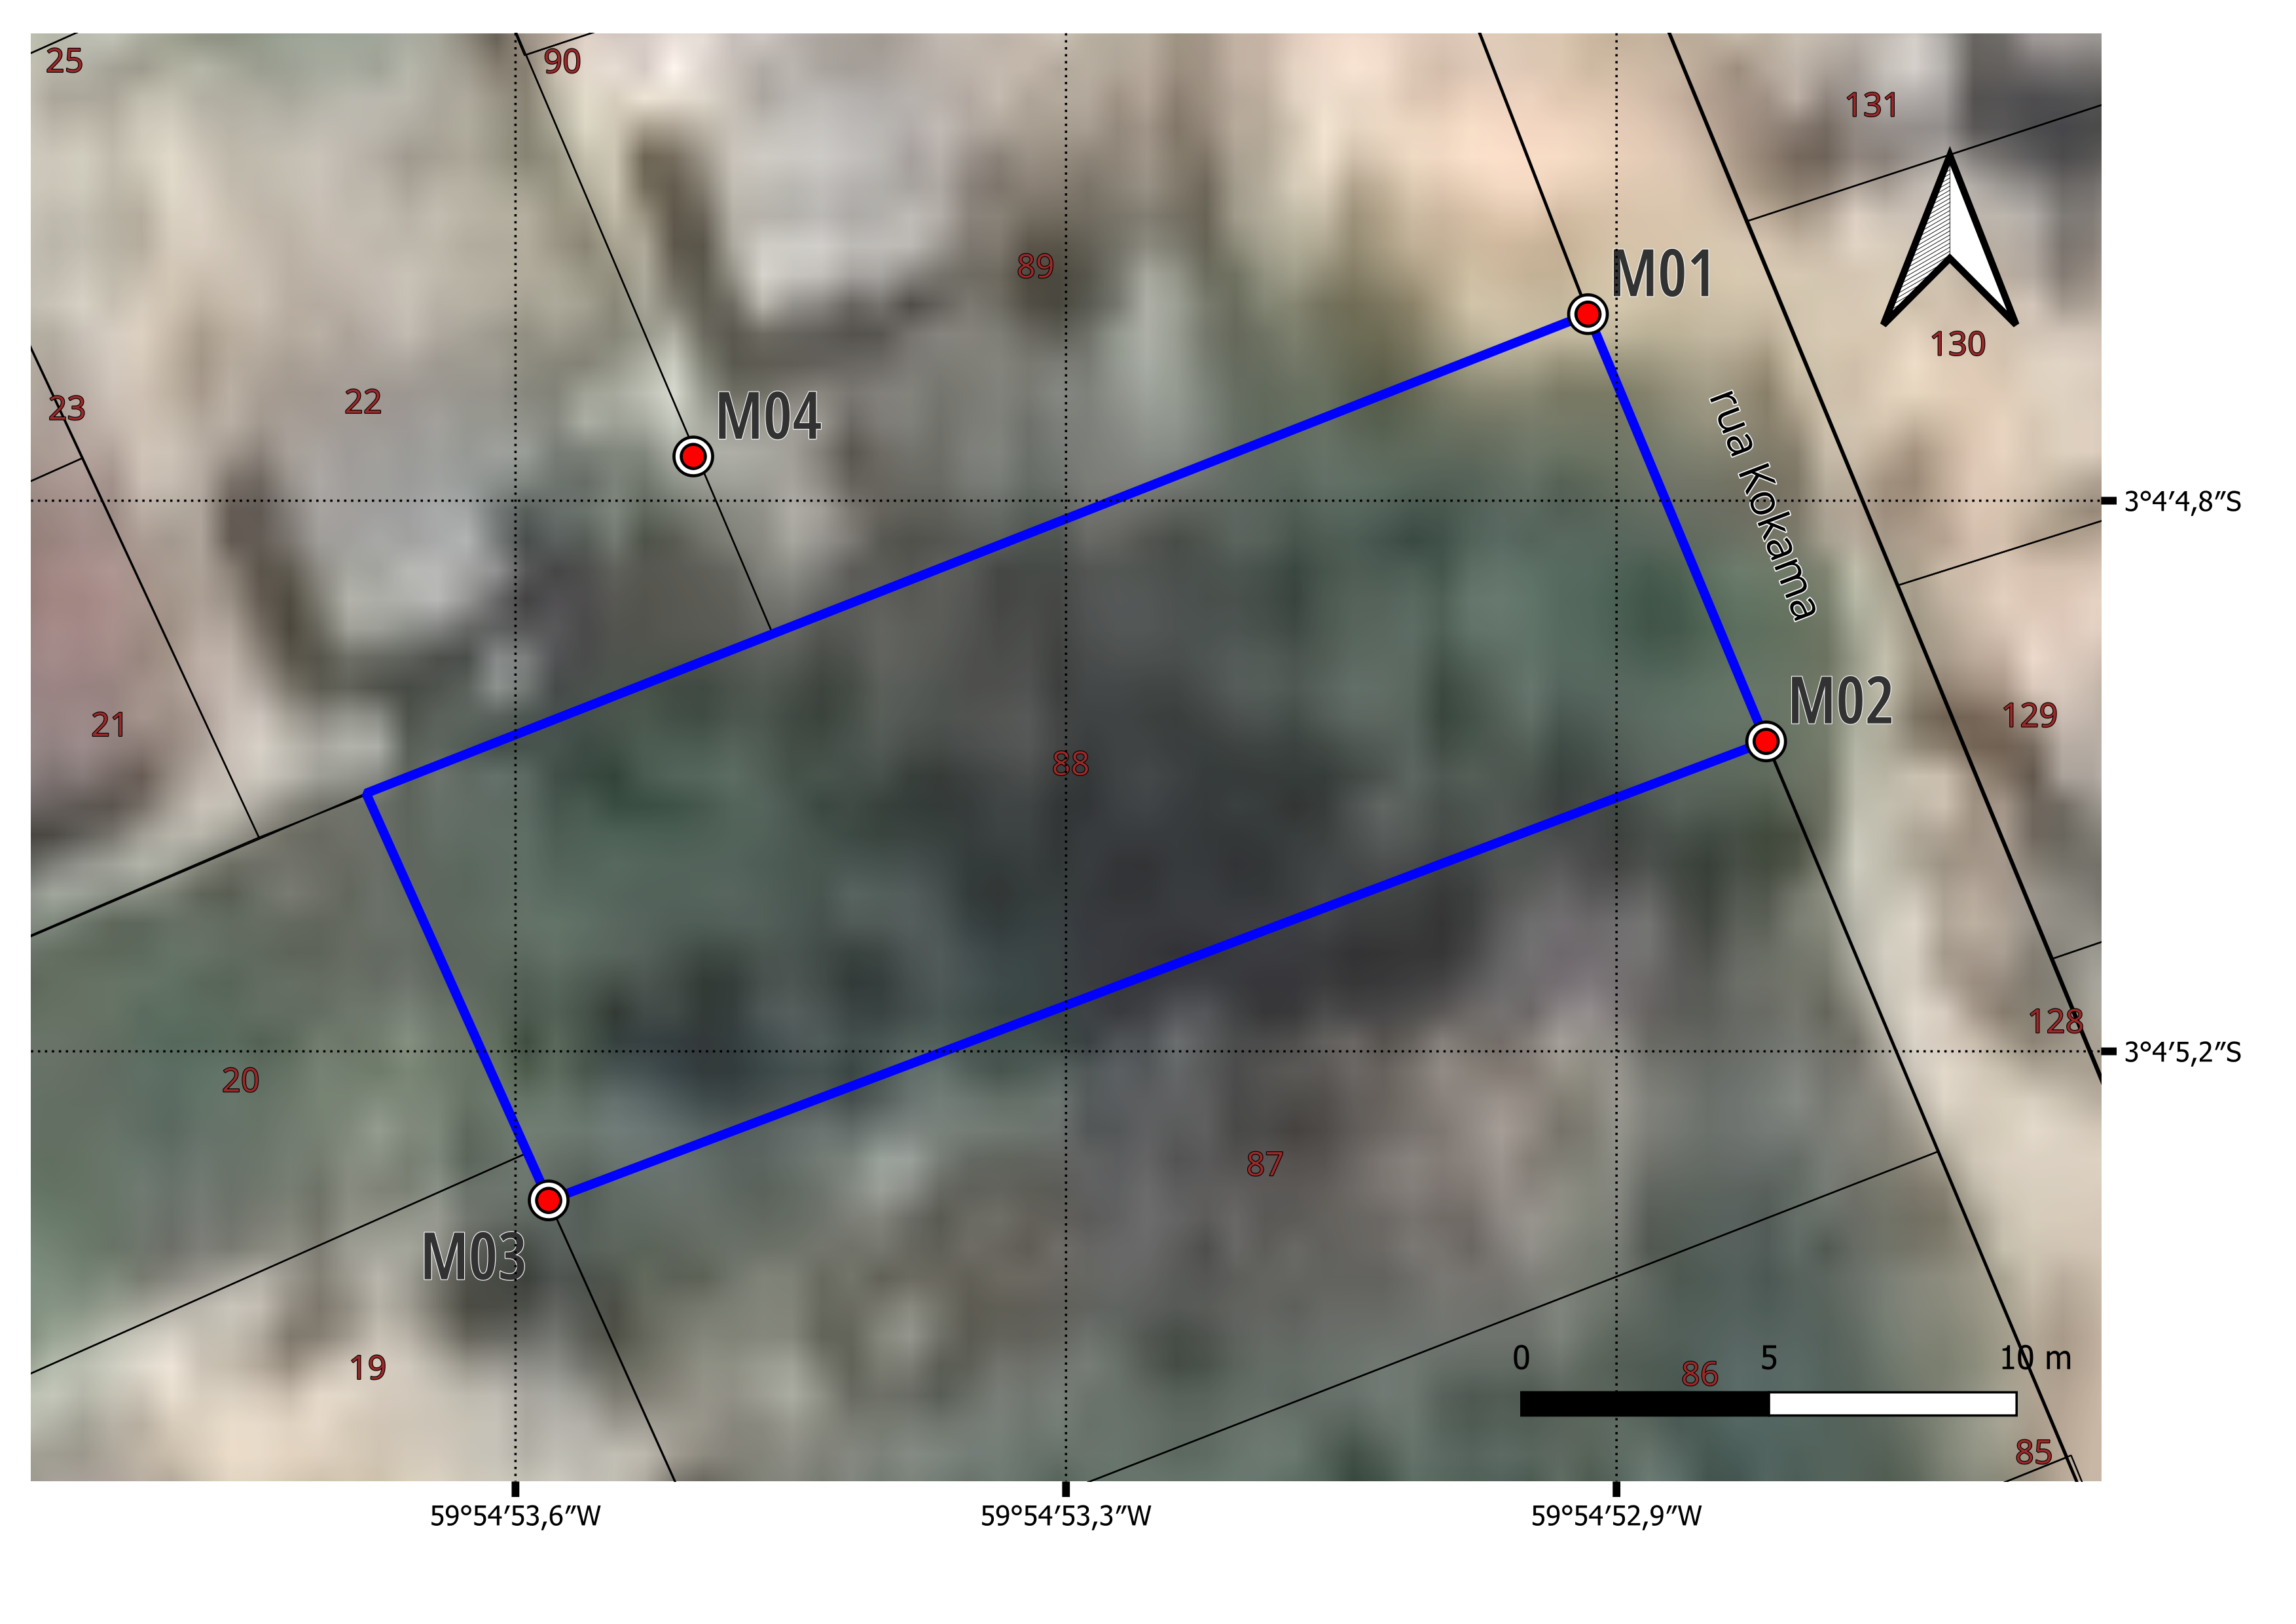 25
90
131
89
M01
130
23
22
M04
rua Kokama
3°4′4,8″S
21
88
M02
129
128
3°4′5,2″S
20
87
M03
19
0 5 10 m
86
85
59°54′53,6″W 59°54′53,3″W 59°54′52,9″W